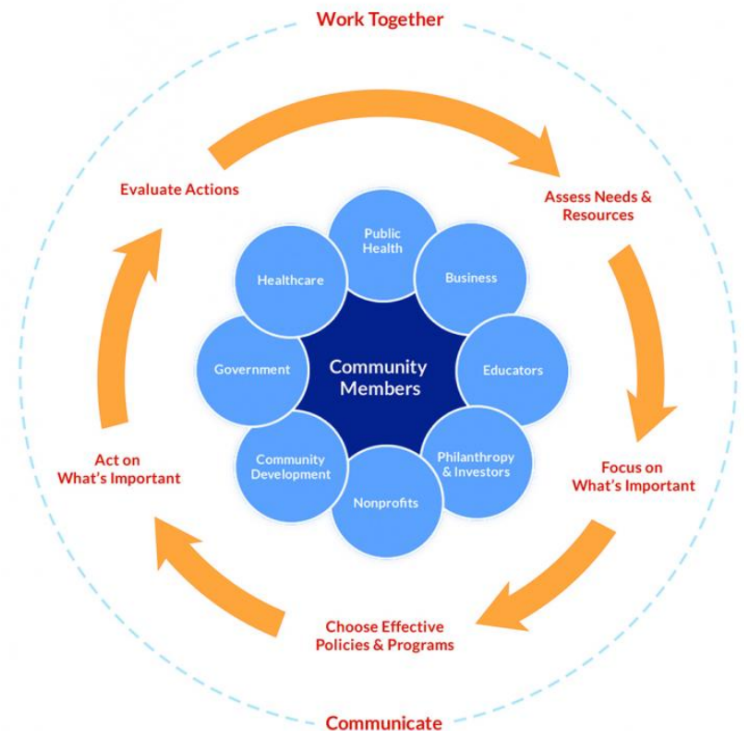 Work Together
Evaluate Actions
Assess Needs &
Resources
Public
Health
Healthcare
Business
Government
Community
Members
Educators
Community
Development
Philanthropy
& Investors
Nonprofits
Act on
What's Important
Focus on
What's Important
Choose Effective
Policies & Programs
Communicate